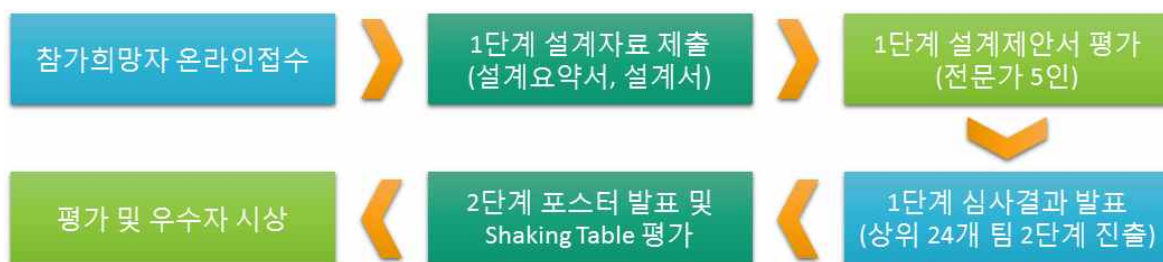 참가희망자 온라인접수
1단계 설계자료 제출
(설계요약서, 설계서)
1단계 설계제안서 평가
(전문가 5인)
1단계 심사결과 발표
(상위 24개 팀 2단계 진출)
2단계 포스터 발표 및
Shaking Table 평가
평가 및 우수자 시상